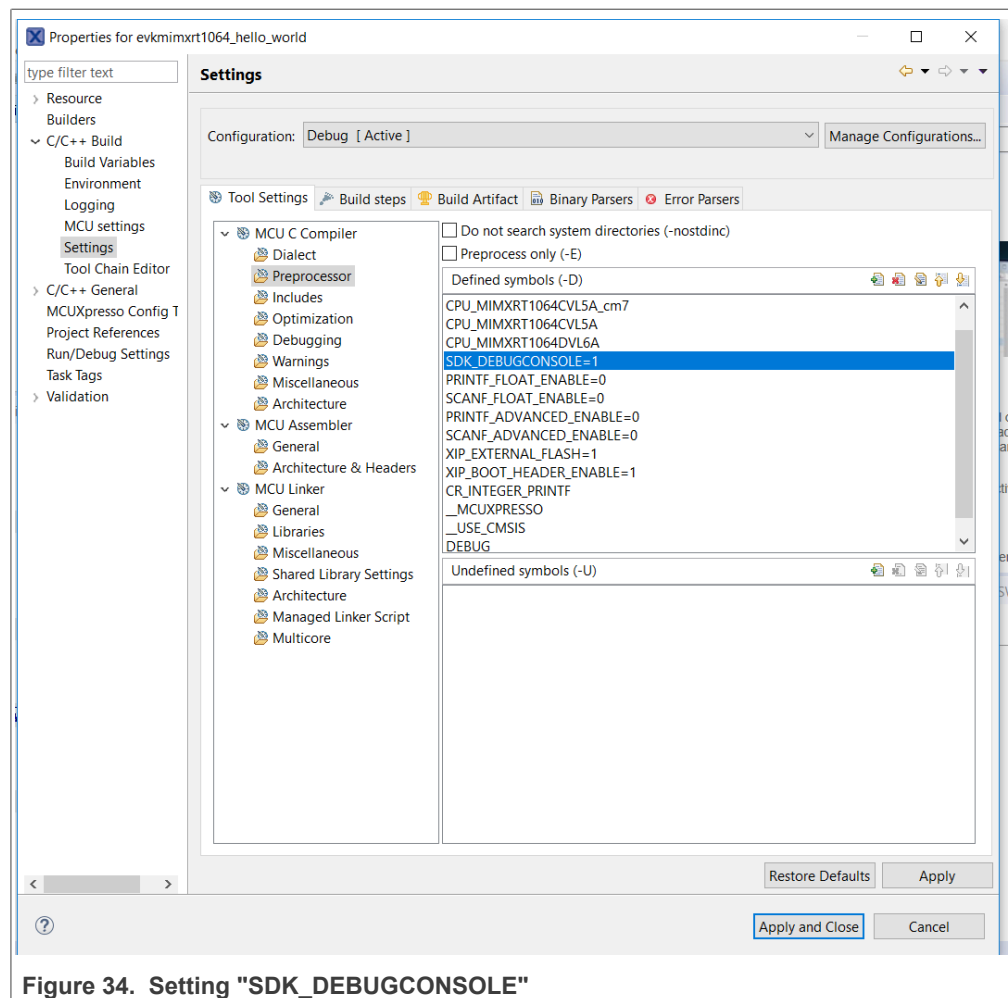 Properties for evkmimxrt1064_hello_world
type filter text
Resource
Builders
C/C++ Build
Build Variables
Environment
Logging
MCU settings
Settings
Tool Chain Editor
C/C++ General
MCUXpresso Config T
Project References
Run/Debug Settings
Task Tags
Validation
Settings
Configuration: Debug [ Active ] Manage Configurations...
Tool Settings Build steps Build Artifact Binary Parsers Error Parsers
MCU C Compiler
Dialect
Preprocessor
Includes
Optimization
Debugging
Warnings
Miscellaneous
Architecture
MCU Assembler
General
Architecture & Headers
MCU Linker
General
Libraries
Miscellaneous
Shared Library Settings
Architecture
Managed Linker Script
Multicore
Do not search system directories (-nostdinc)
Preprocess only (-E)
Defined symbols (-D)
CPU_MIMXRT1064CVL5A_cm7
CPU_MIMXRT1064CVL5A
CPU_MIMXRT1064DVL6A
SDK_DEBUGCONSOLE=1
PRINTF_FLOAT_ENABLE=0
SCANF_FLOAT_ENABLE=0
PRINTF_ADVANCED_ENABLE=0
SCANF_ADVANCED_ENABLE=0
XIP_EXTERNAL_FLASH=1
XIP_BOOT_HEADER_ENABLE=1
CR_INTEGER_PRINTF
__MCUXPRESSO
__USE_CMSIS
DEBUG
Undefined symbols (-U)
Restore Defaults Apply
Apply and Close Cancel
Figure 34. Setting "SDK_DEBUGCONSOLE"